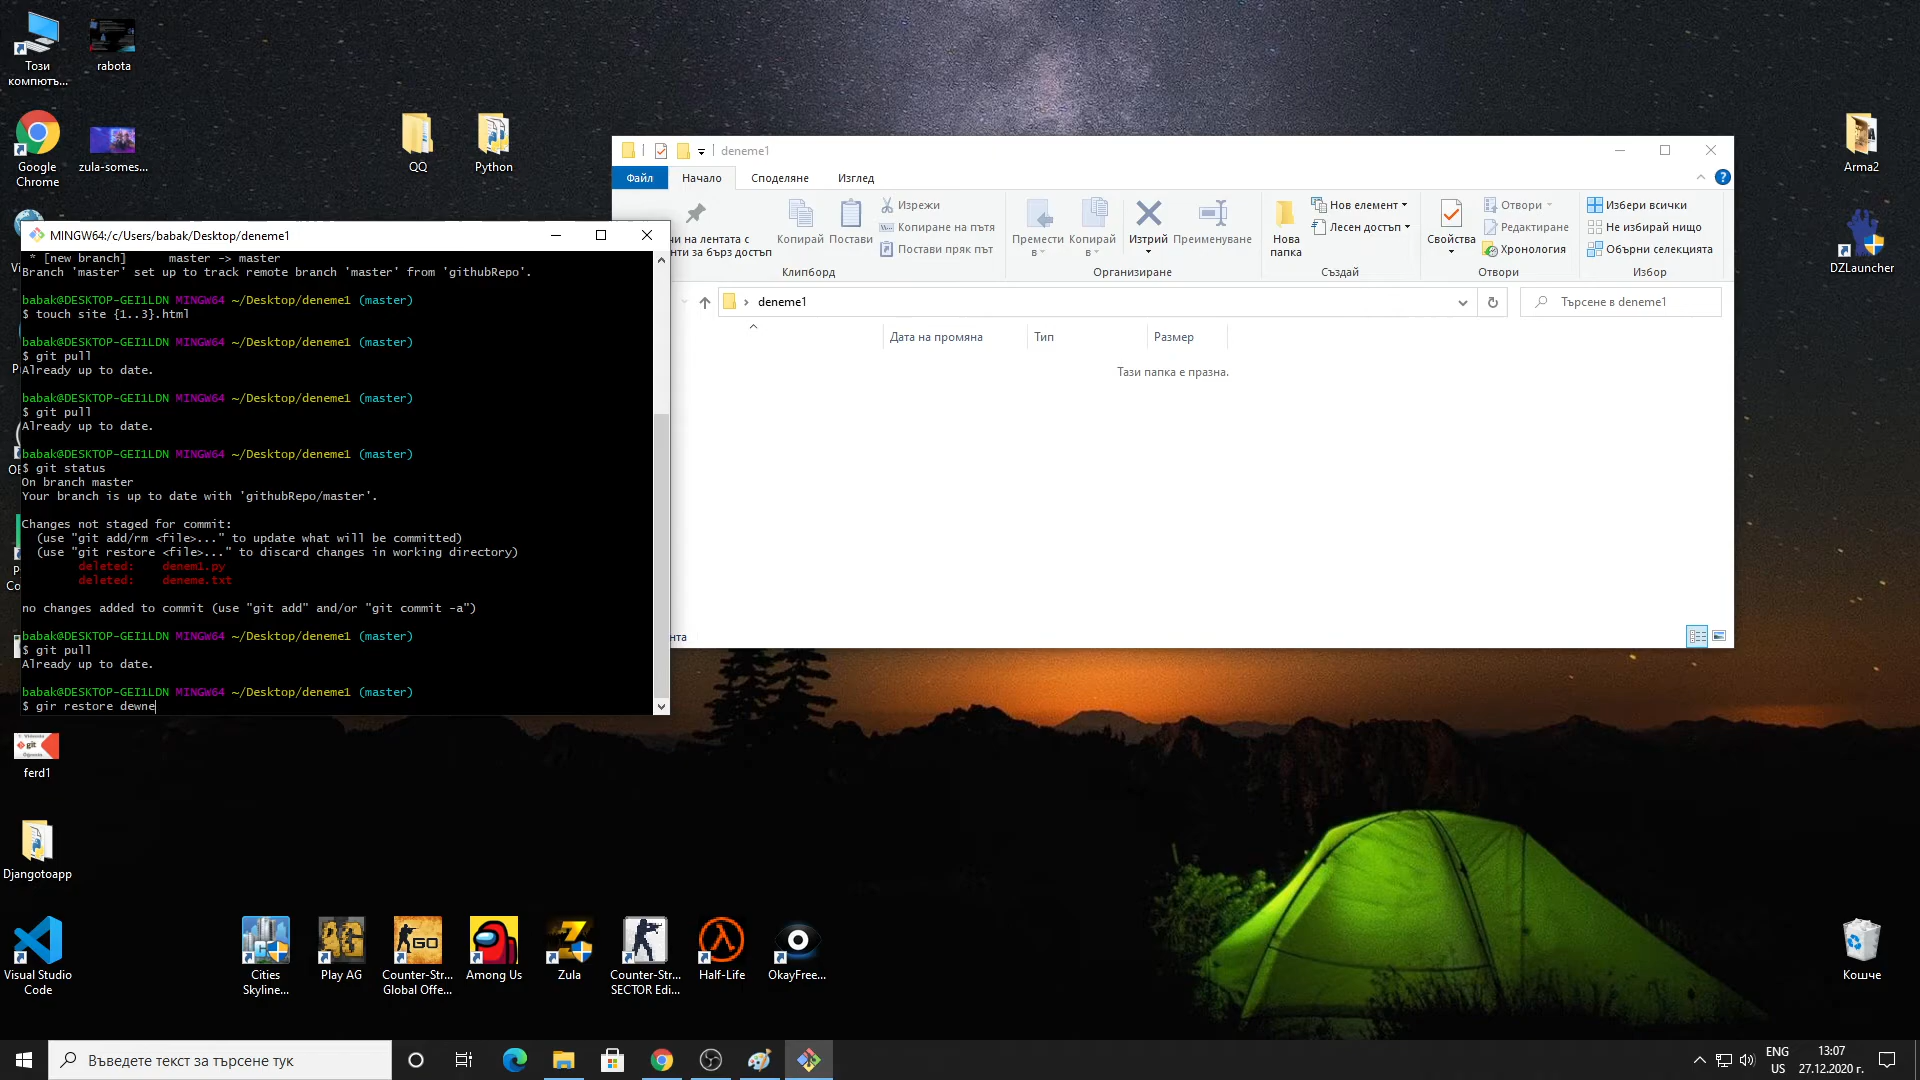 Този
компютъ...
rabota
Google
Chrome
zula-somes...
QQ
Python
Arma2
DZLauncher
deneme1
Файл
Начало
Споделяне
Изглед
чи на лентата с
нти за бърз достъп
Копирай
Постави
Изрежи
Копиране на пътя
Постави пряк път
Клипборд
Премести
в
Копирай
в
Изтрий
Преименуване
Организиране
Нова
папка
Нов елемент
Лесен достъп
Създай
Свойства
Отвори
Редактиране
Хронология
Отвори
Избери всички
Не избирай нищо
Обърни селекцията
Избор
deneme1
Търсене в deneme1
Дата на промяна
Тип
Размер
Тази папка е празна.
нта
MINGW64:/c/Users/babak/Desktop/deneme1
* [new branch]      master -> master
Branch 'master' set up to track remote branch 'master' from 'githubRepo'.
babak@DESKTOP-GEI1LDN MINGW64 ~/Desktop/deneme1 (master)
$ touch site {1..3}.html
babak@DESKTOP-GEI1LDN MINGW64 ~/Desktop/deneme1 (master)
$ git pull
Already up to date.
babak@DESKTOP-GEI1LDN MINGW64 ~/Desktop/deneme1 (master)
$ git pull
Already up to date.
babak@DESKTOP-GEI1LDN MINGW64 ~/Desktop/deneme1 (master)
$ git status
On branch master
Your branch is up to date with 'githubRepo/master'.
Changes not staged for commit:
(use "git add/rm <file>..." to update what will be committed)
(use "git restore <file>..." to discard changes in working directory)
deleted:    denem1.py
deleted:    deneme.txt
no changes added to commit (use "git add" and/or "git commit -a")
babak@DESKTOP-GEI1LDN MINGW64 ~/Desktop/deneme1 (master)
$ git pull
Already up to date.
babak@DESKTOP-GEI1LDN MINGW64 ~/Desktop/deneme1 (master)
$ gir restore dewne
git
ferd1
Djangotoapp
Visual Studio
Code
Cities
Skyline...
Play AG
GO
Counter-Str...
Global Offe...
Among Us
Zula
Counter-Str...
SECTOR Edi...
Half-Life
OkayFree...
Кошче
Въведете текст за търсене тук
ENG
US
13:07
27.12.2020 г.